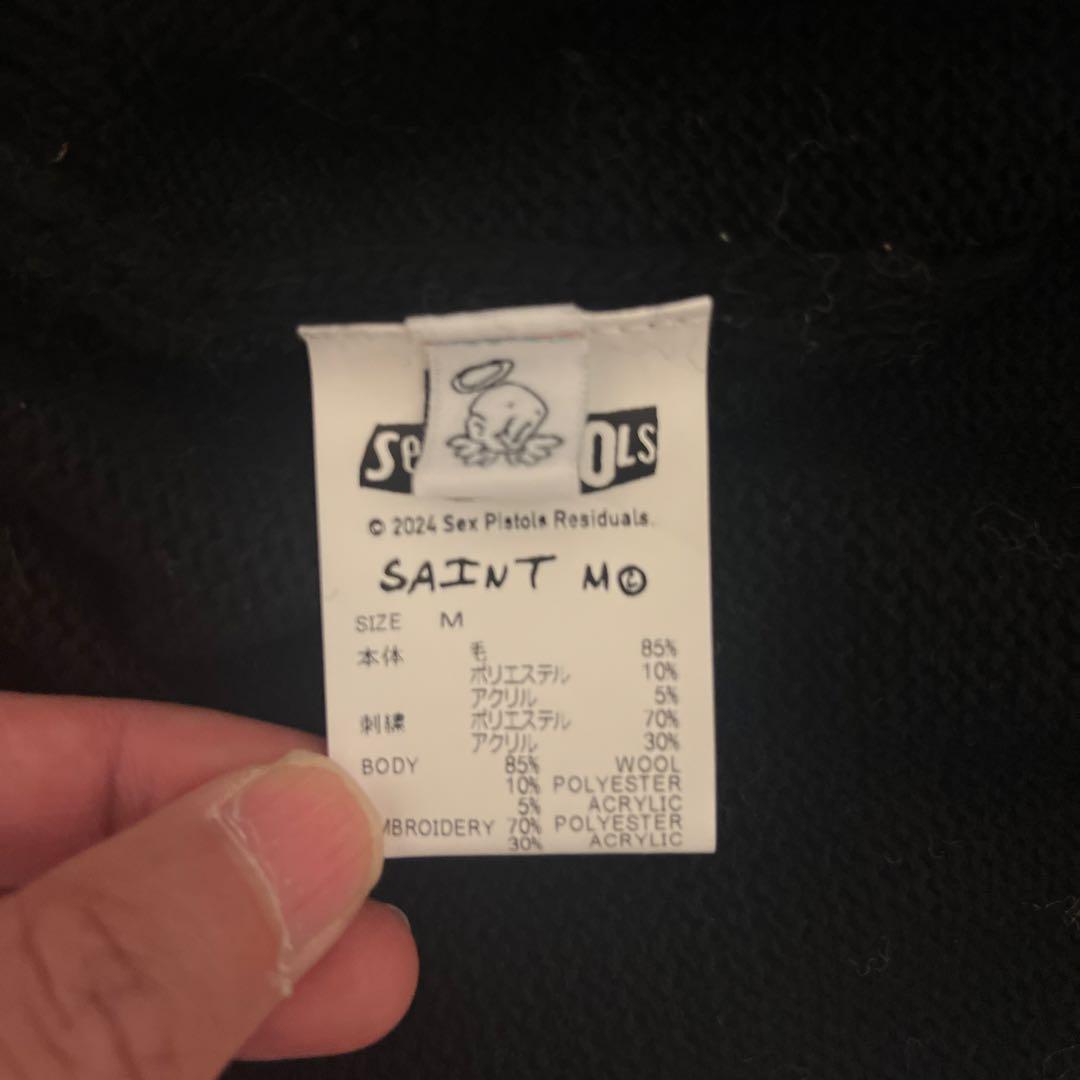 Se OLS
© 2024 Sex Pistols Residuals.
SAINT M
SIZE M
本体 毛 85%
ポリエステル 10%
アクリル 5%
刺繍 ポリエステル 70%
アクリル 30%
BODY 85% WOOL
10% POLYESTER
5% ACRYLIC
MBROIDERY 70% POLYESTER
30% ACRYLIC